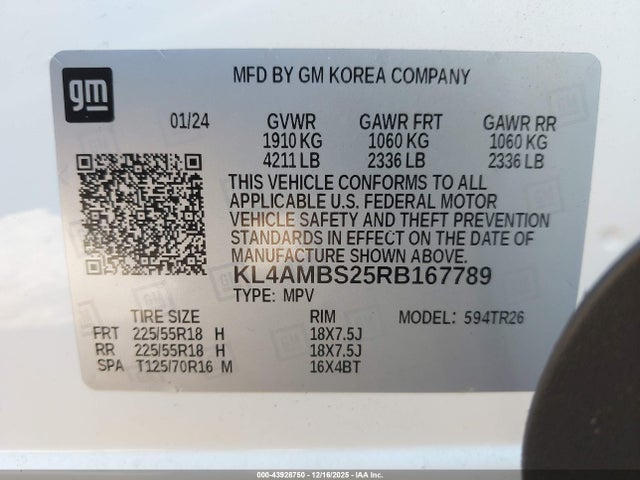 gm
MFD BY GM KOREA COMPANY
01/24 GVWR GAWR FRT GAWR RR
1910 KG 1060 KG 1060 KG
4211 LB 2336 LB 2336 LB
THIS VEHICLE CONFORMS TO ALL
APPLICABLE U.S. FEDERAL MOTOR
VEHICLE SAFETY AND THEFT PREVENTION
STANDARDS IN EFFECT ON THE DATE OF
MANUFACTURE SHOWN ABOVE.
KL4AMBS25RB167789
TYPE: MPV
TIRE SIZE RIM MODEL: 594TR26
FRT 225/55R18 H 18X7.5J
RR 225/55R18 H 18X7.5J
SPA T125/70R16 M 16X4BT
000-43928750 - 12/16/2025 - IAA Inc.